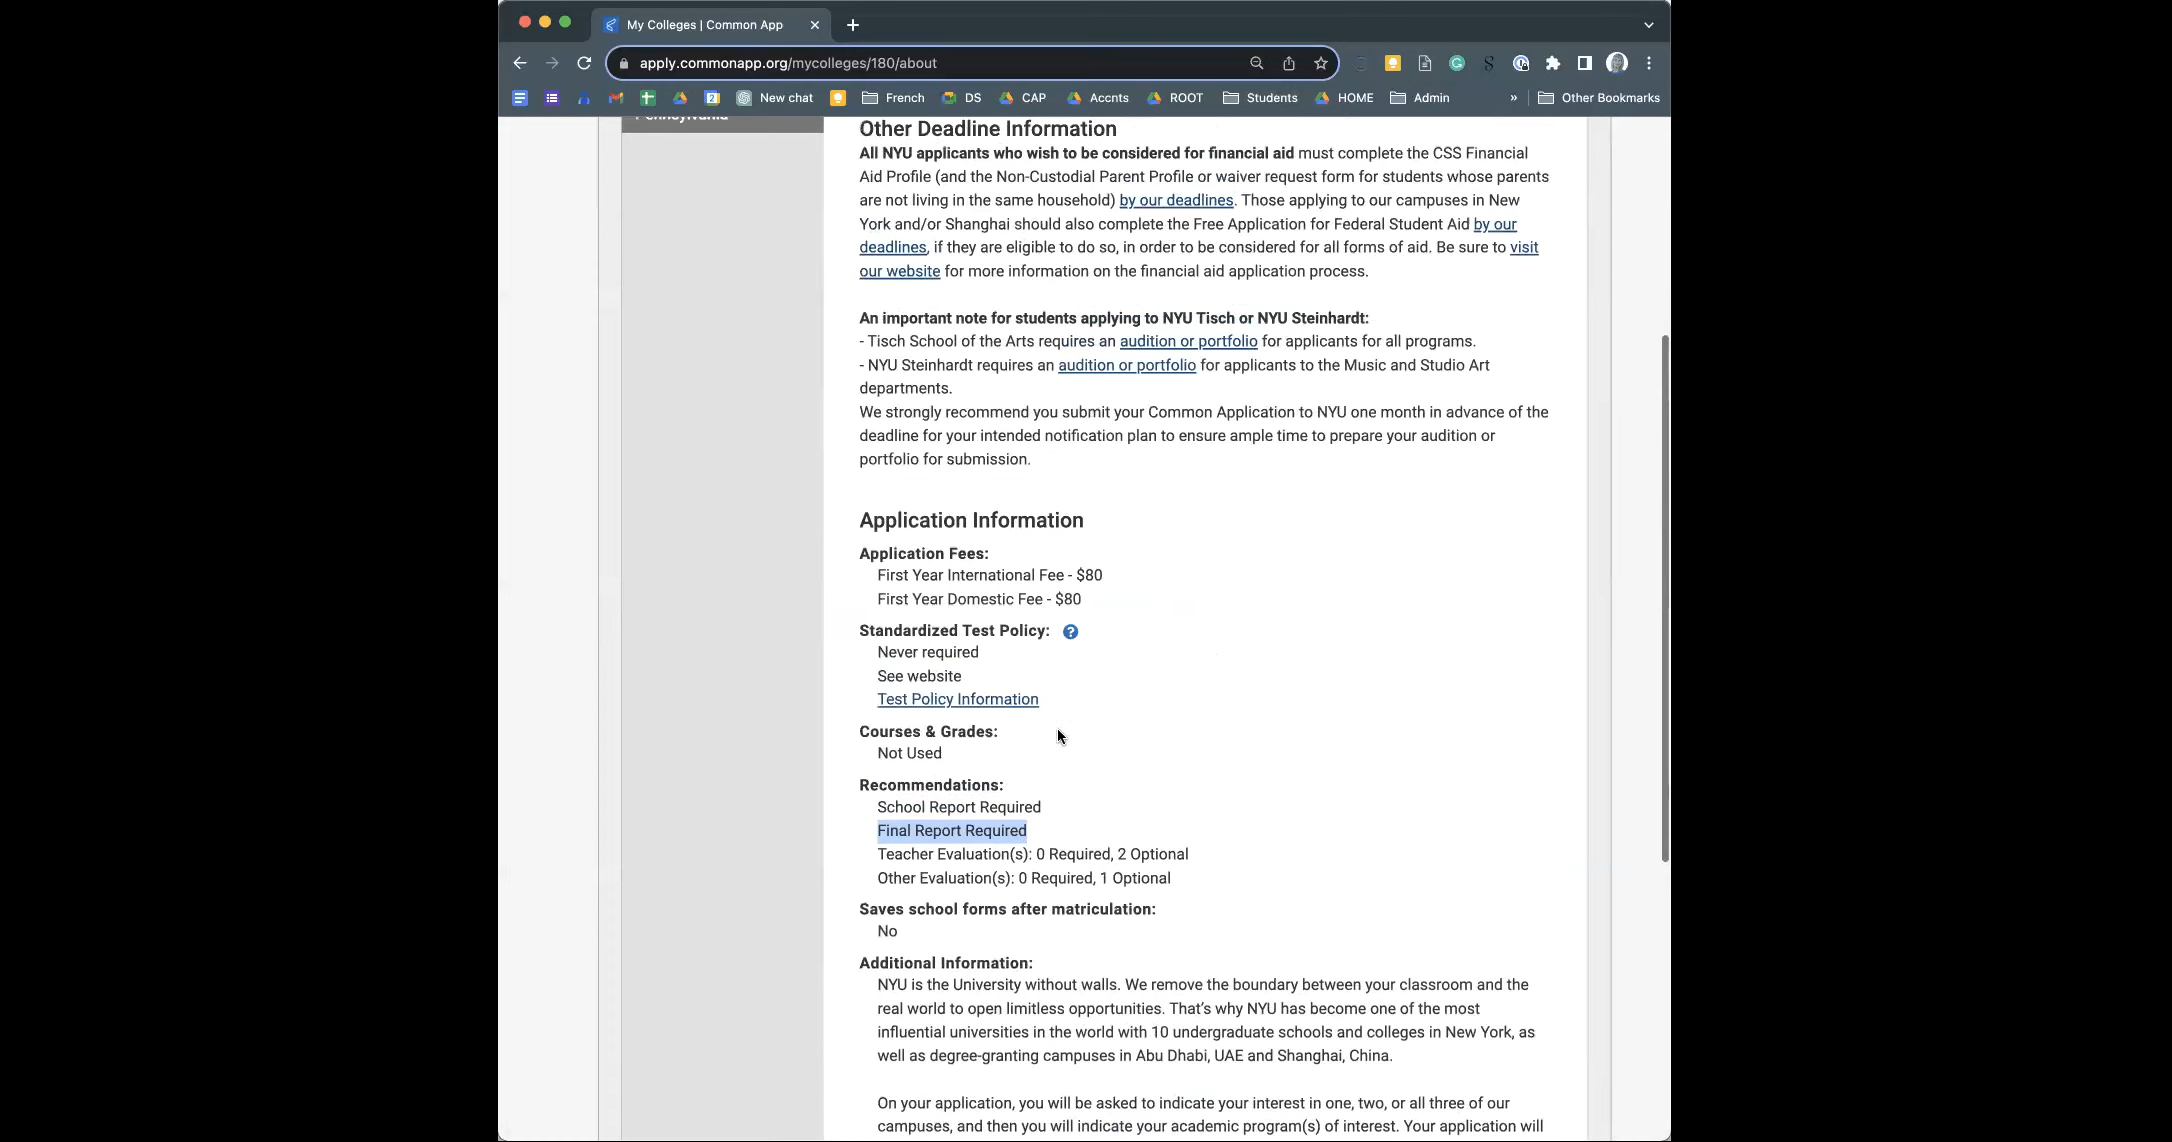 My Colleges | Common App
apply.commonapp.org/mycolleges/180/about
New chat French DS CAP Accnts ROOT Students HOME Admin » Other Bookmarks
Pennsylvania
Other Deadline Information
All NYU applicants who wish to be considered for financial aid must complete the CSS Financial
Aid Profile (and the Non-Custodial Parent Profile or waiver request form for students whose parents
are not living in the same household) by our deadlines. Those applying to our campuses in New
York and/or Shanghai should also complete the Free Application for Federal Student Aid by our
deadlines, if they are eligible to do so, in order to be considered for all forms of aid. Be sure to visit
our website for more information on the financial aid application process.
An important note for students applying to NYU Tisch or NYU Steinhardt:
- Tisch School of the Arts requires an audition or portfolio for applicants for all programs.
- NYU Steinhardt requires an audition or portfolio for applicants to the Music and Studio Art
departments.
We strongly recommend you submit your Common Application to NYU one month in advance of the
deadline for your intended notification plan to ensure ample time to prepare your audition or
portfolio for submission.
Application Information
Application Fees:
First Year International Fee - $80
First Year Domestic Fee - $80
Standardized Test Policy: ?
Never required
See website
Test Policy Information
Courses & Grades:
Not Used
Recommendations:
School Report Required
Final Report Required
Teacher Evaluation(s): 0 Required, 2 Optional
Other Evaluation(s): 0 Required, 1 Optional
Saves school forms after matriculation:
No
Additional Information:
NYU is the University without walls. We remove the boundary between your classroom and the
real world to open limitless opportunities. That's why NYU has become one of the most
influential universities in the world with 10 undergraduate schools and colleges in New York, as
well as degree-granting campuses in Abu Dhabi, UAE and Shanghai, China.
On your application, you will be asked to indicate your interest in one, two, or all three of our
campuses, and then you will indicate your academic program(s) of interest. Your application will